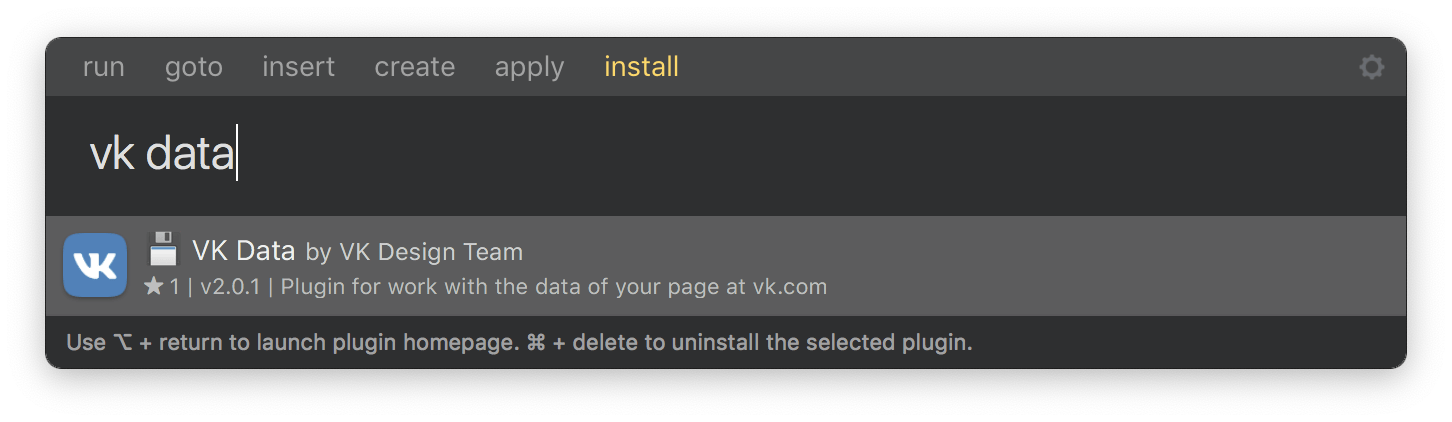 run goto insert create apply install
vk data
VK
💾 VK Data by VK Design Team
★ 1 | v2.0.1 | Plugin for work with the data of your page at vk.com
Use ⌥ + return to launch plugin homepage. ⌘ + delete to uninstall the selected plugin.